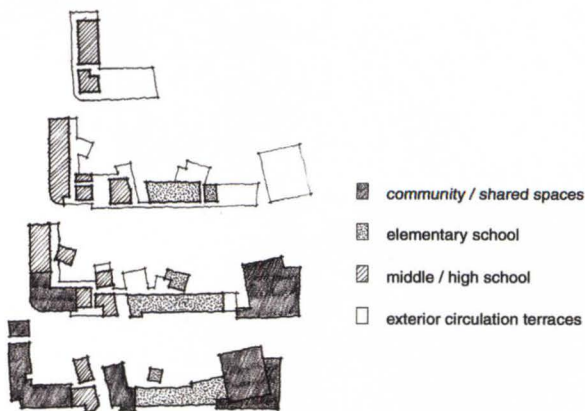 community / shared spaces
elementary school
middle / high school
exterior circulation terraces